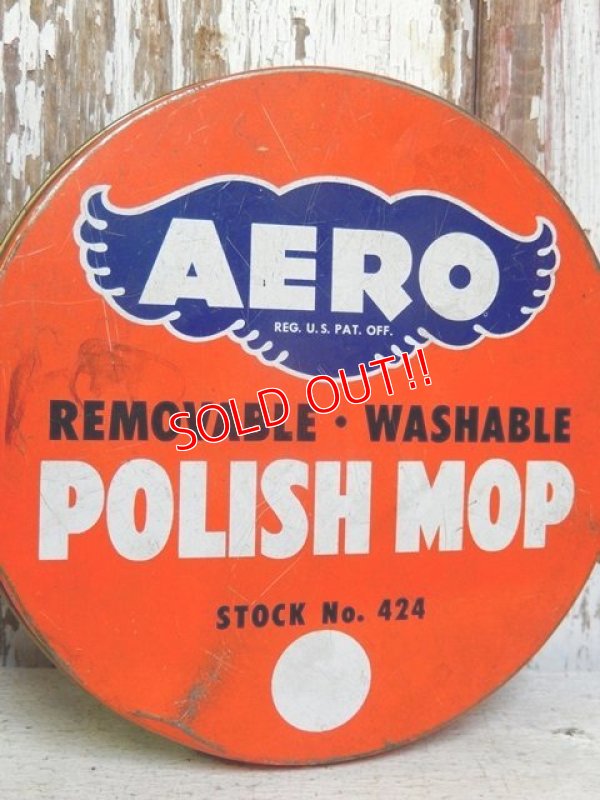 AERO
REG. U.S. PAT. OFF.
SOLD OUT!!
REMOVABLE · WASHABLE
POLISH MOP
STOCK No. 424